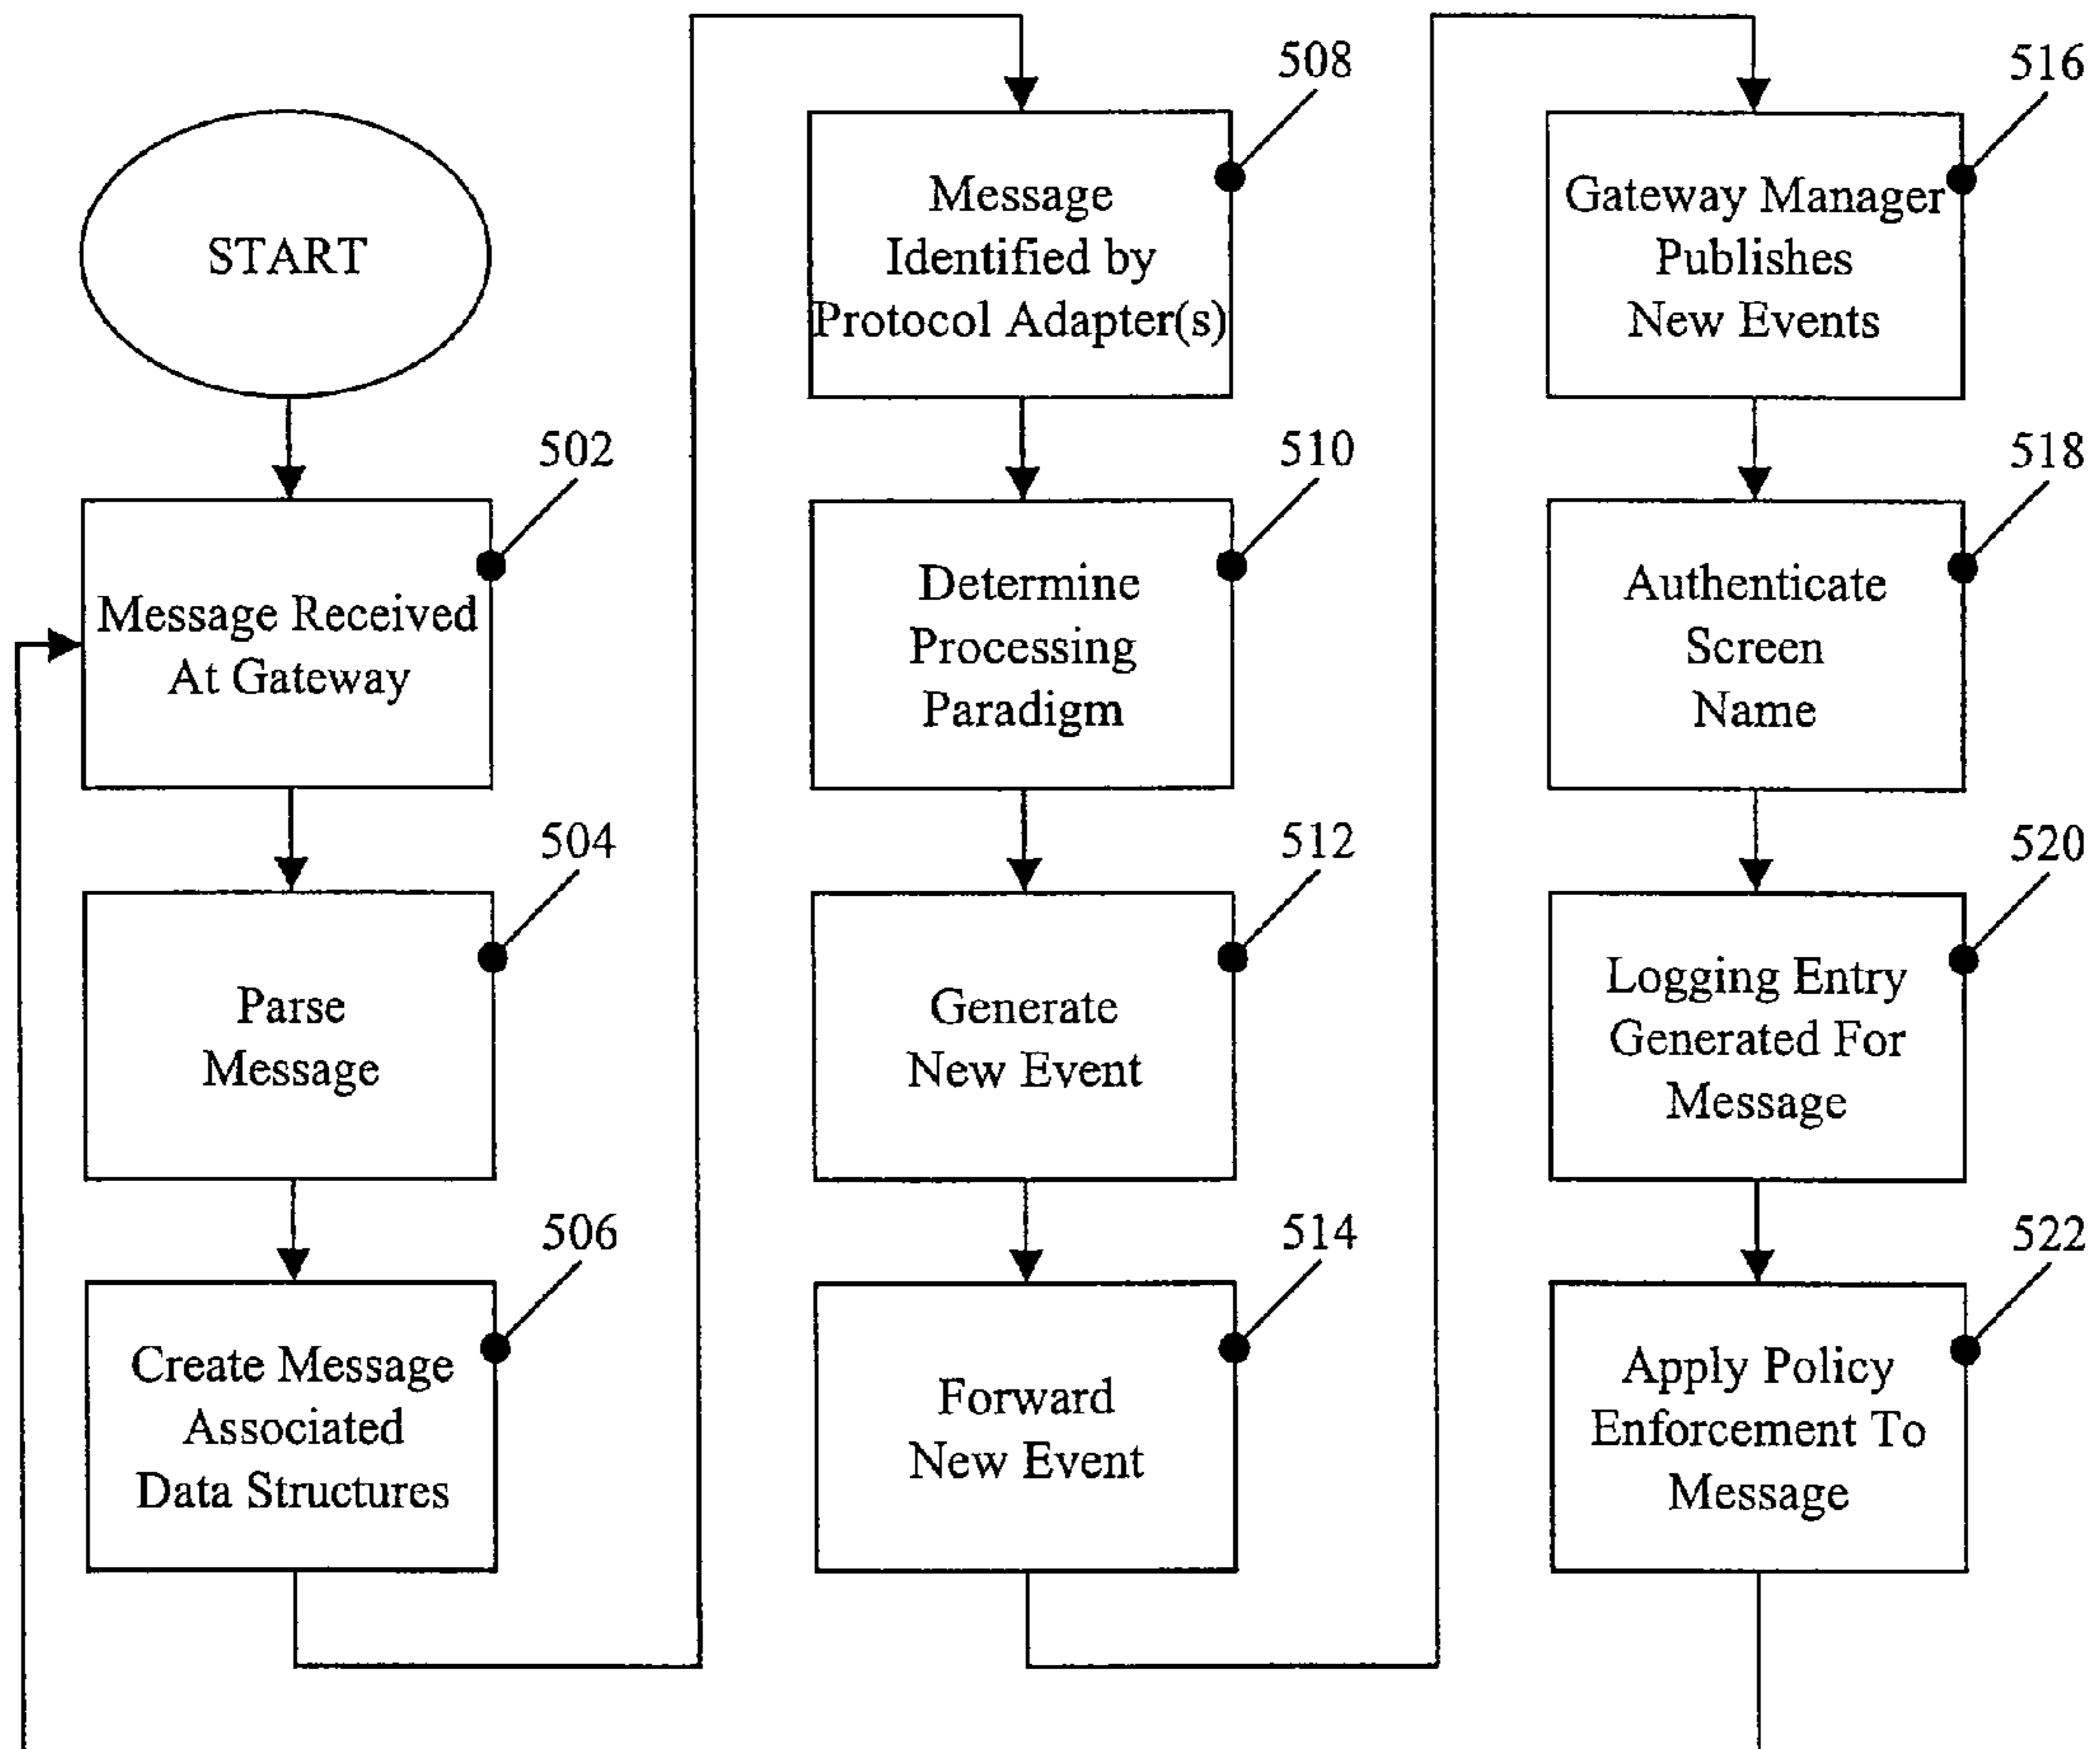 START
502
Message Received
At Gateway
504
Parse
Message
506
Create Message
Associated
Data Structures
508
Message
Identified by
Protocol Adapter(s)
510
Determine
Processing
Paradigm
512
Generate
New Event
514
Forward
New Event
516
Gateway Manager
Publishes
New Events
518
Authenticate
Screen
Name
520
Logging Entry
Generated For
Message
522
Apply Policy
Enforcement To
Message